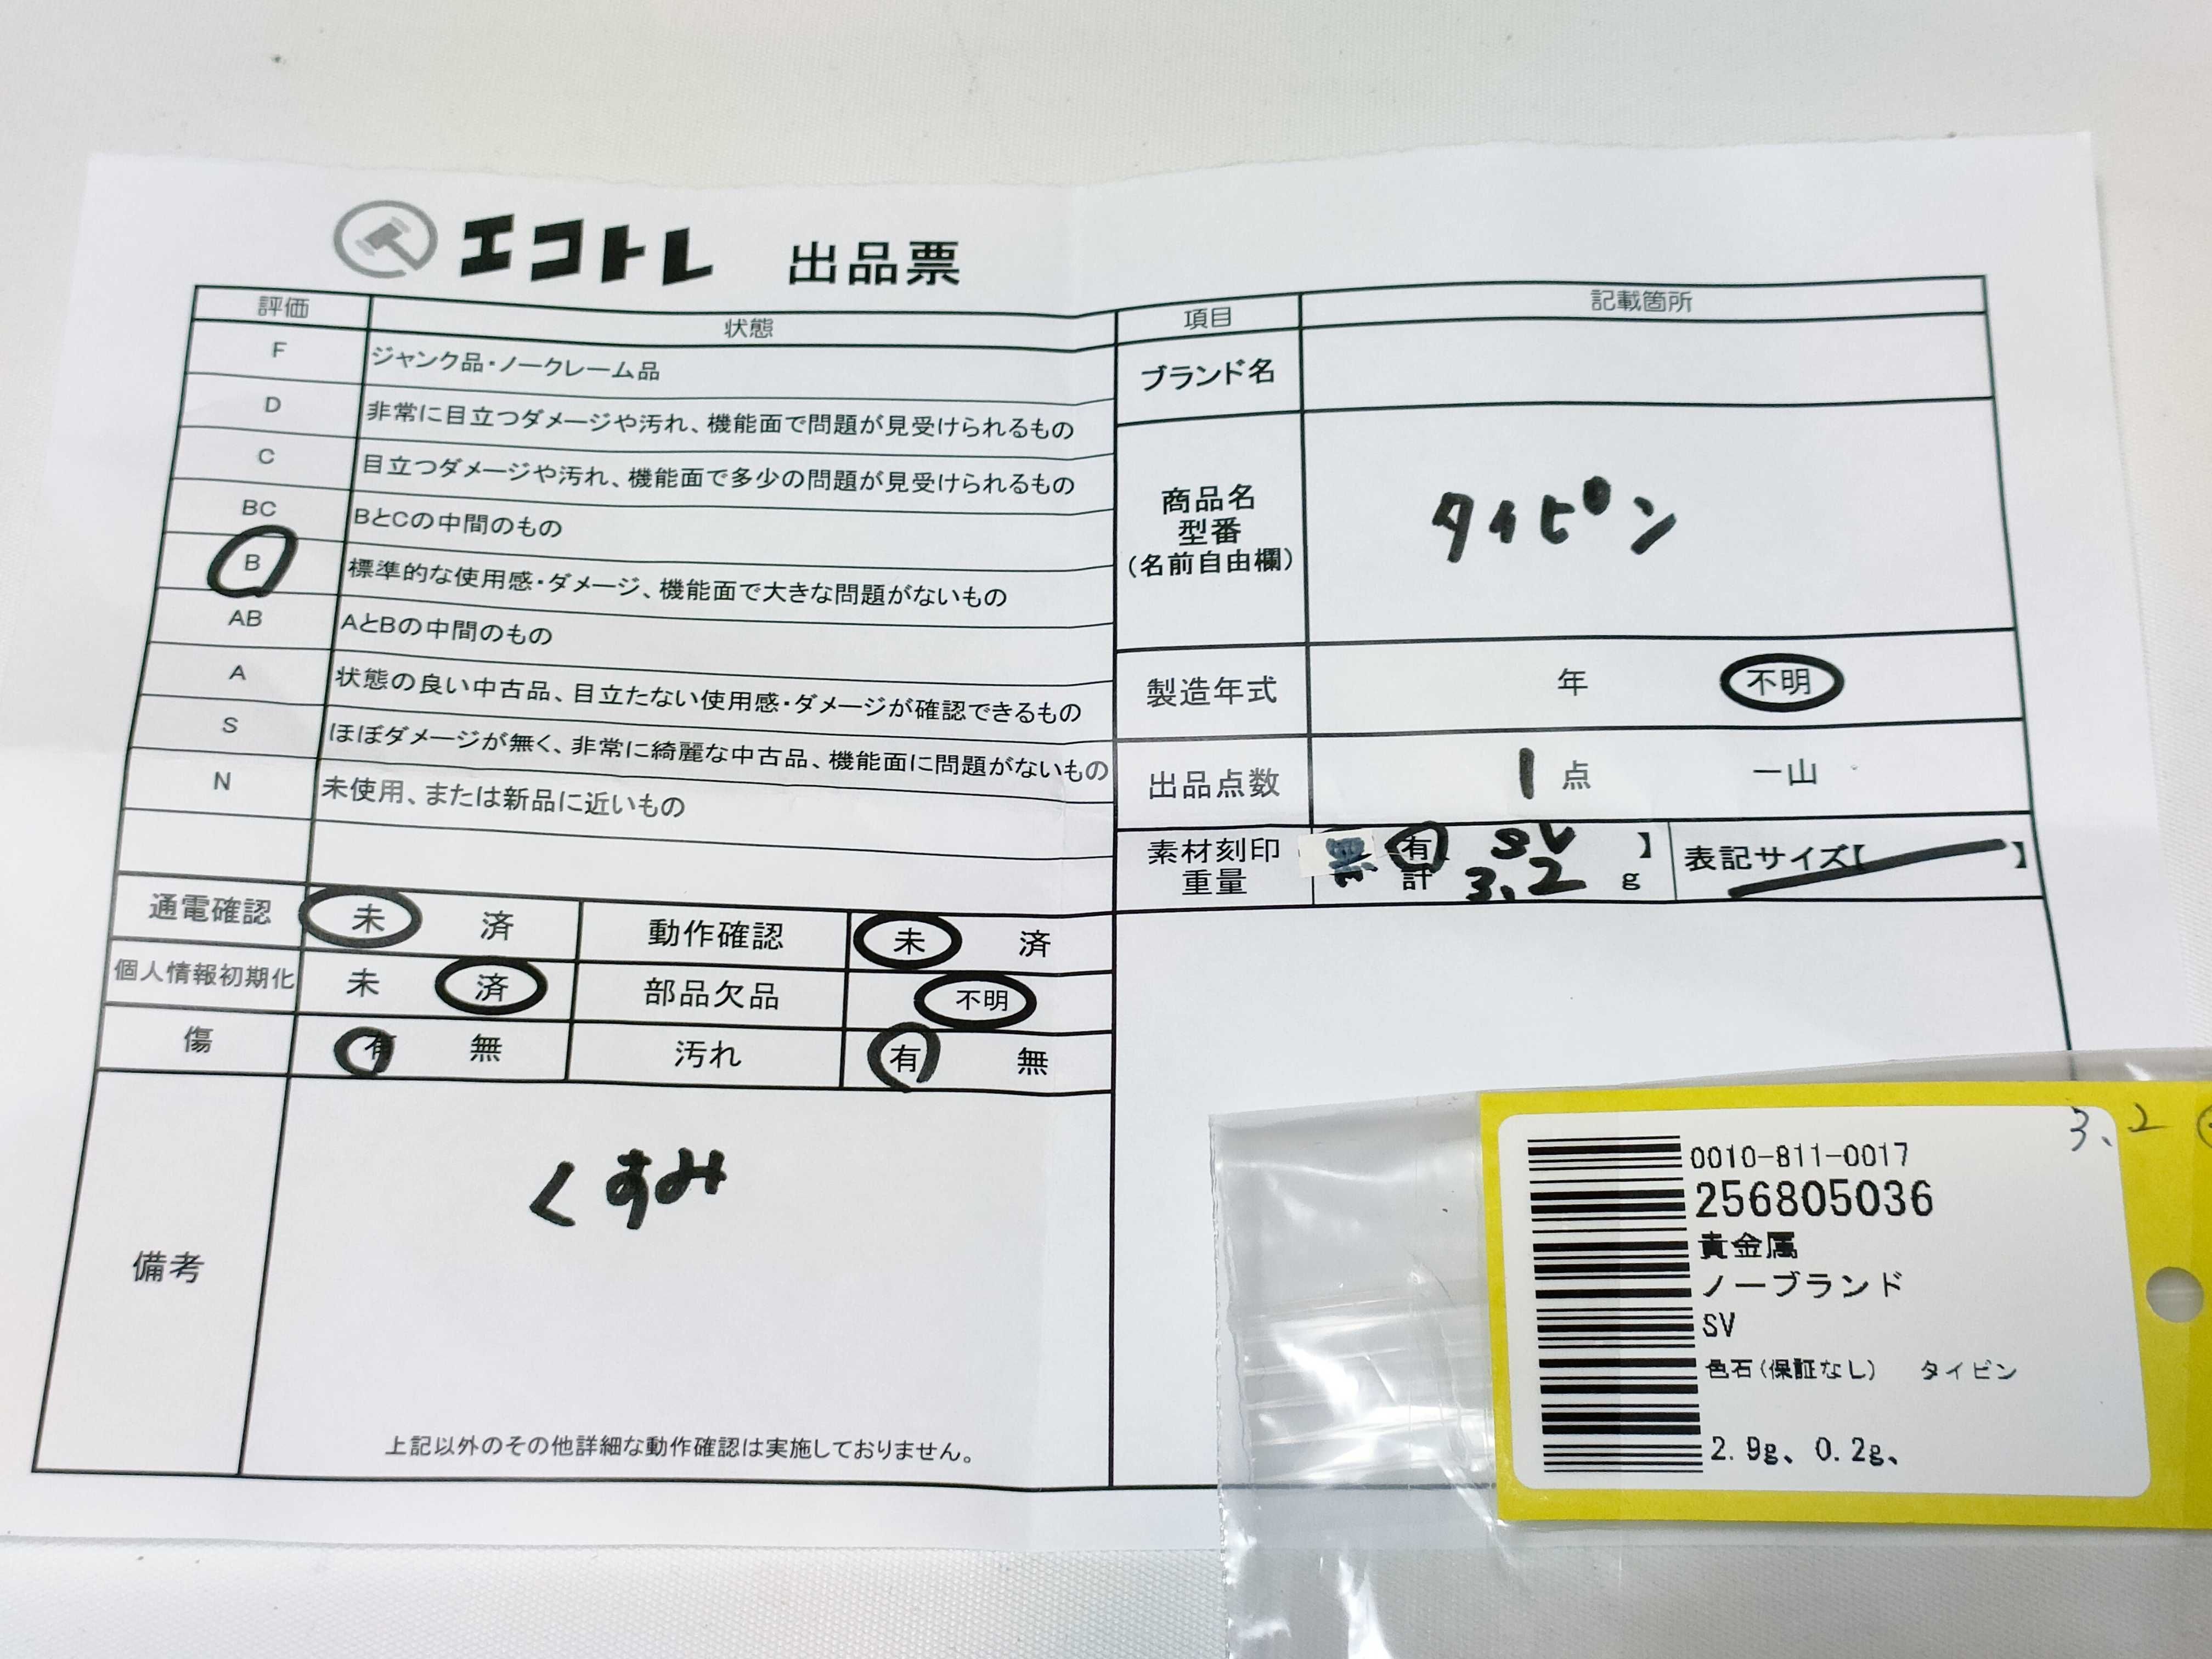 エコトレ 出品票
評価 状態
F ジャンク品・ノークレーム品
D 非常に目立つダメージや汚れ、機能面で問題が見受けられるもの
C 目立つダメージや汚れ、機能面で多少の問題が見受けられるもの
BC BとCの中間のもの
B 標準的な使用感・ダメージ、機能面で大きな問題がないもの
AB AとBの中間のもの
A 状態の良い中古品、目立たない使用感・ダメージが確認できるもの
S ほぼダメージが無く、非常に綺麗な中古品、機能面に問題がないもの
N 未使用、または新品に近いもの
通電確認 未 済 動作確認 未 済
個人情報初期化 未 済 部品欠品 不明
傷 有 無 汚れ 有 無
備考
くすみ
上記以外のその他詳細な動作確認は実施しておりません。
項目 記載箇所
ブランド名
商品名
型番
(名前自由欄)
タイピン
製造年式 年 不明
出品点数 1 点 一山
素材刻印 無 有 SV 】
重量 計 3.2 g
表記サイズ【 】
3.2
0010-811-0017
256805036
貴金属
ノーブランド
SV
色石(保証なし) タイピン
2.9g、0.2g、